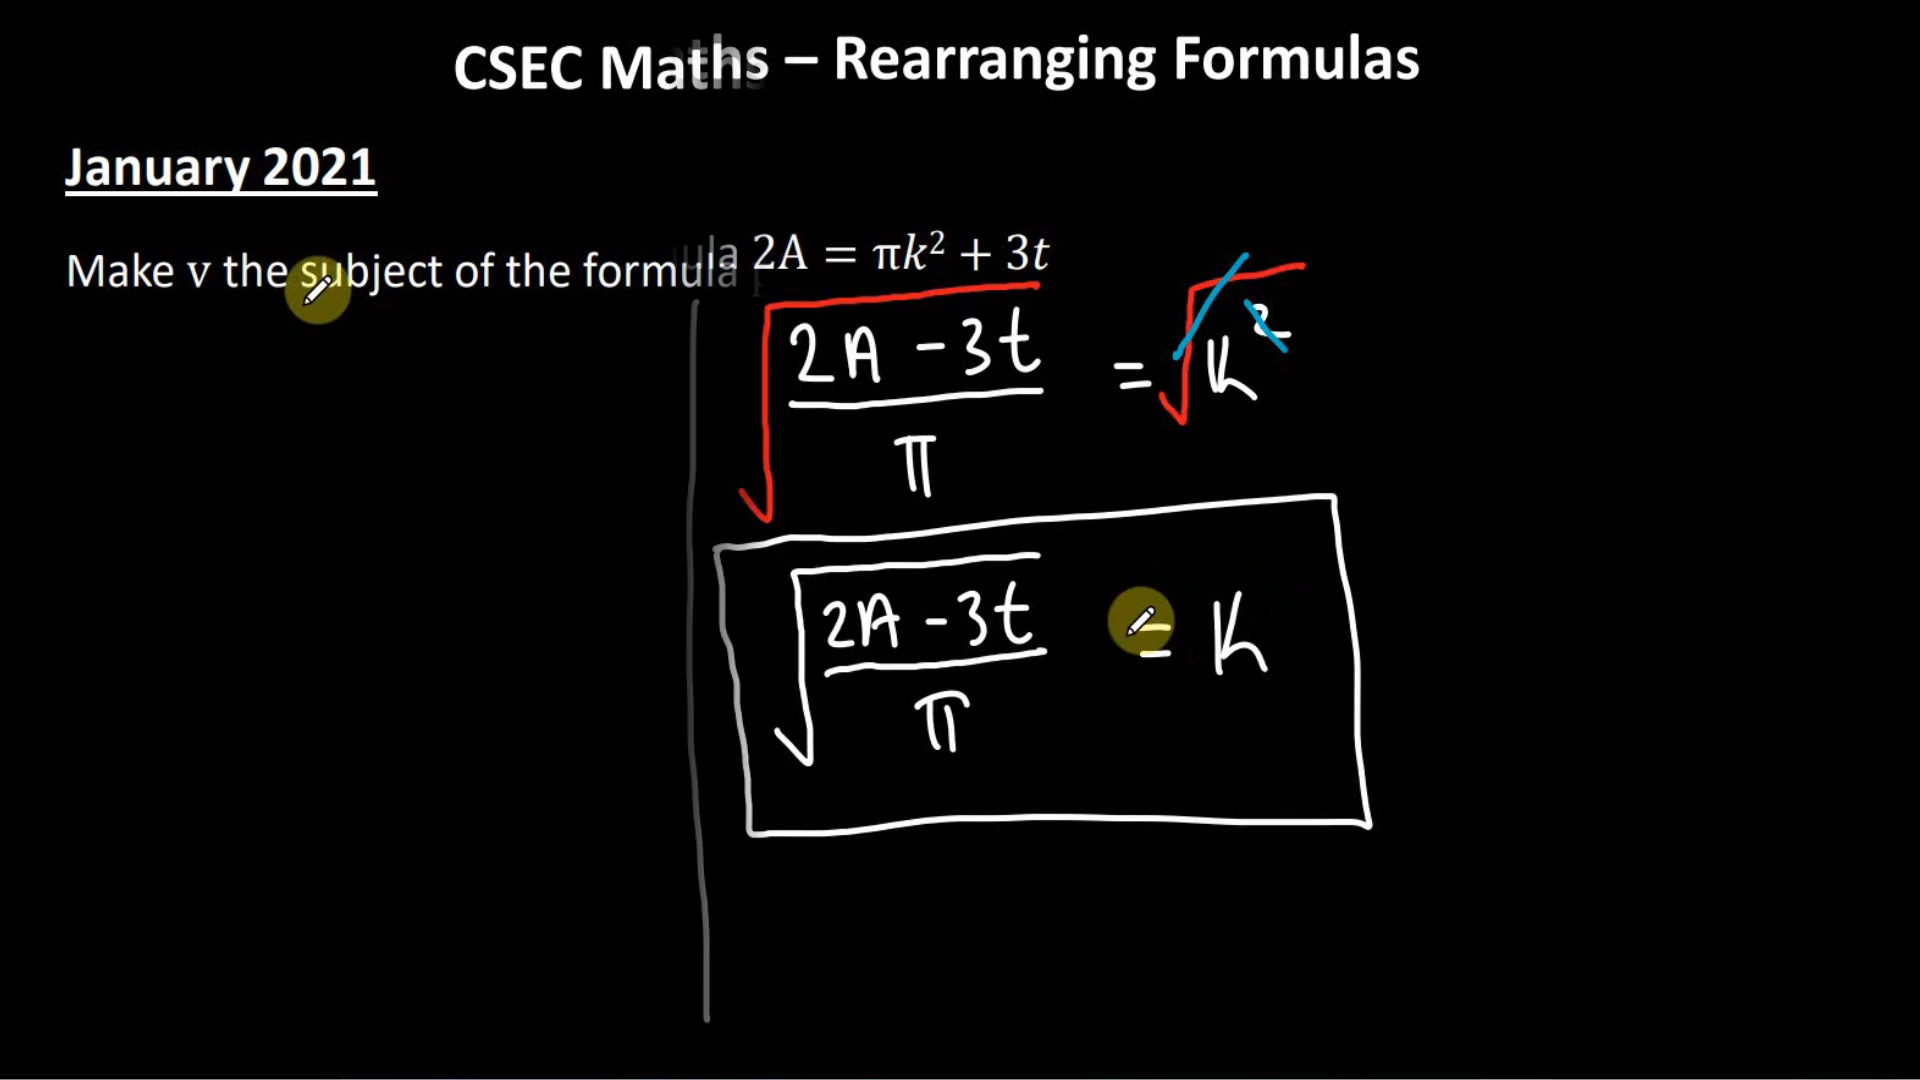 CSEC Maths – Rearranging Formulas
January 2021
Make v the subject of the formula 2A = πk² + 3t
√((2A - 3t)/π) = √k²
√((2A - 3t)/π) = k